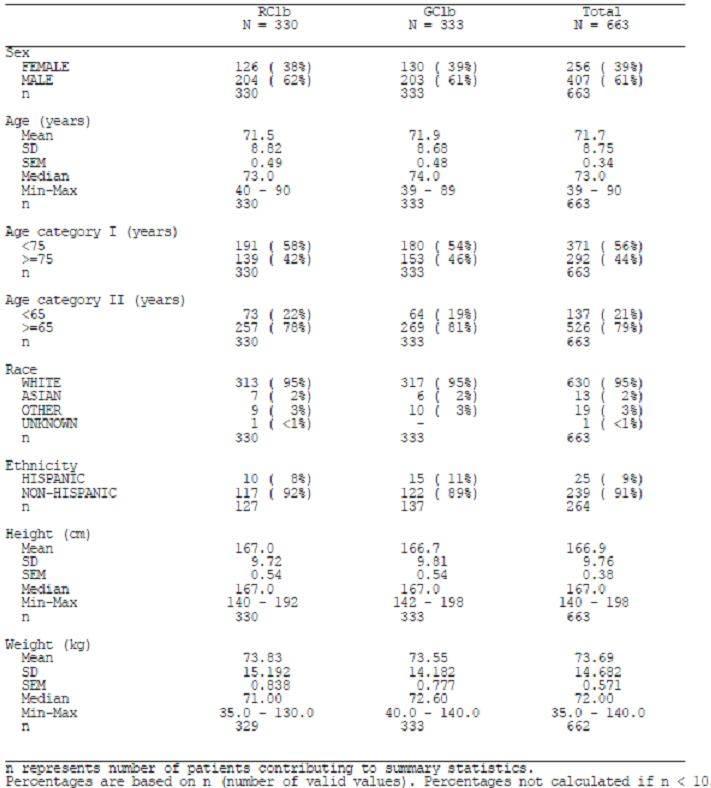 RClb GClb Total
N = 330 N = 333 N = 663
Sex
FEMALE 126 ( 38%) 130 ( 39%) 256 ( 39%)
MALE 204 ( 62%) 203 ( 61%) 407 ( 61%)
n 330 333 663
Age (years)
Mean 71.5 71.9 71.7
SD 8.82 8.68 8.75
SEM 0.49 0.48 0.34
Median 73.0 74.0 73.0
Min-Max 40 - 90 39 - 89 39 - 90
n 330 333 663
Age category I (years)
<75 191 ( 58%) 180 ( 54%) 371 ( 56%)
>=75 139 ( 42%) 153 ( 46%) 292 ( 44%)
n 330 333 663
Age category II (years)
<65 73 ( 22%) 64 ( 19%) 137 ( 21%)
>=65 257 ( 78%) 269 ( 81%) 526 ( 79%)
n 330 333 663
Race
WHITE 313 ( 95%) 317 ( 95%) 630 ( 95%)
ASIAN 7 ( 2%) 6 ( 2%) 13 ( 2%)
OTHER 9 ( 3%) 10 ( 3%) 19 ( 3%)
UNKNOWN 1 ( <1%) - 1 ( <1%)
n 330 333 663
Ethnicity
HISPANIC 10 ( 8%) 15 ( 11%) 25 ( 9%)
NON-HISPANIC 117 ( 92%) 122 ( 89%) 239 ( 91%)
n 127 137 264
Height (cm)
Mean 167.0 166.7 166.9
SD 9.72 9.81 9.76
SEM 0.54 0.54 0.38
Median 167.0 167.0 167.0
Min-Max 140 - 192 142 - 198 140 - 198
n 330 333 663
Weight (kg)
Mean 73.83 73.55 73.69
SD 15.192 14.182 14.682
SEM 0.838 0.777 0.571
Median 71.00 72.60 72.00
Min-Max 35.0 - 130.0 40.0 - 140.0 35.0 - 140.0
n 329 333 662
n represents number of patients contributing to summary statistics.
Percentages are based on n (number of valid values). Percentages not calculated if n < 10.